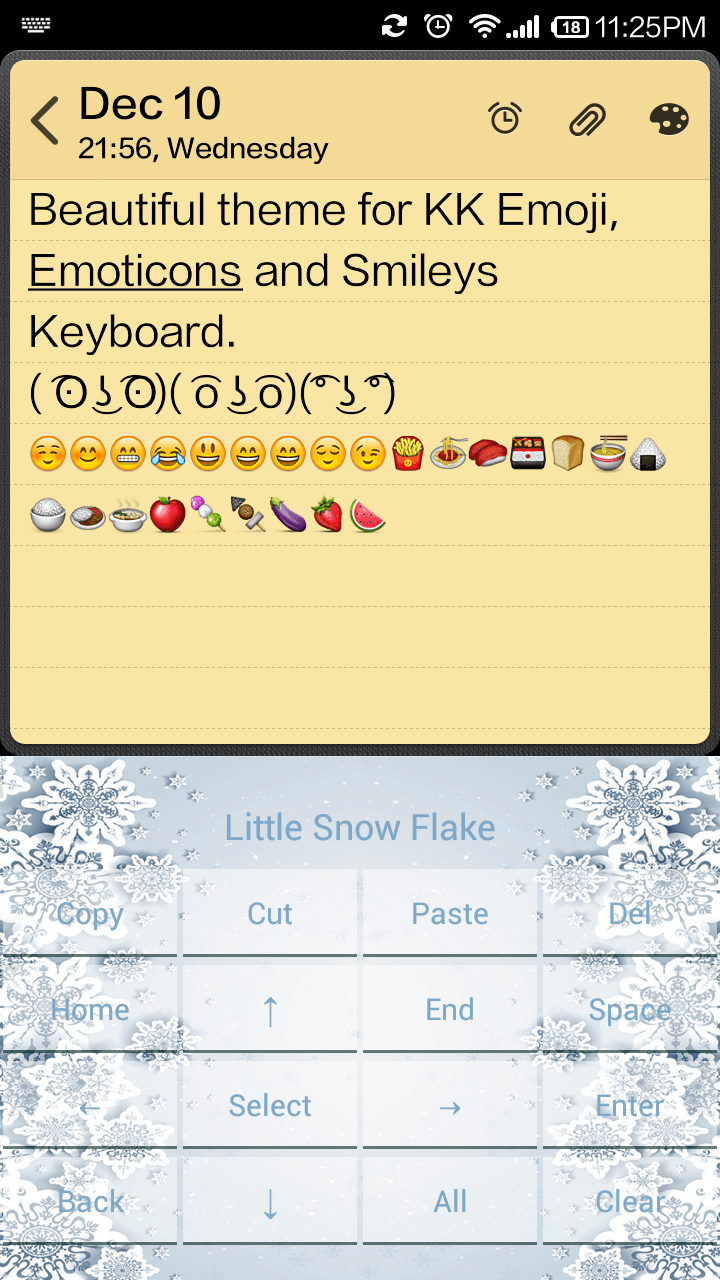 18 11:25PM
Dec 10
21:56, Wednesday
Beautiful theme for KK Emoji,
Emoticons and Smileys
Keyboard.
( ͡ʘ ͜ʖ ͡ʘ)( ͡o ͜ʖ ͡o)( ͡° ͜ʖ ͡°)
☺️😊😁😂😃😄😄😌😉🍟🍝🍣🍱🍞🍜🍙
🍚🍛🍲🍎🍡🍢🍆🍓🍉
Little Snow Flake
Copy Cut Paste Del
Home ↑ End Space
← Select → Enter
Back ↓ All Clear